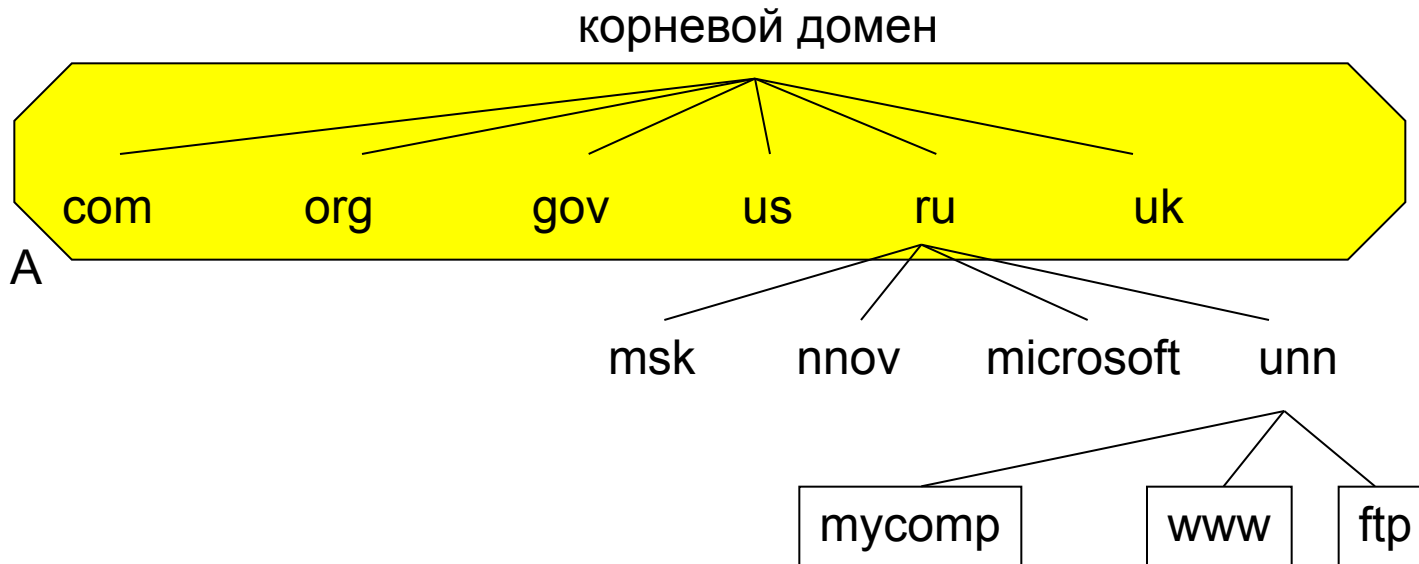 корневой домен
com org gov us ru uk
A
msk nnov microsoft unn
mycomp www ftp